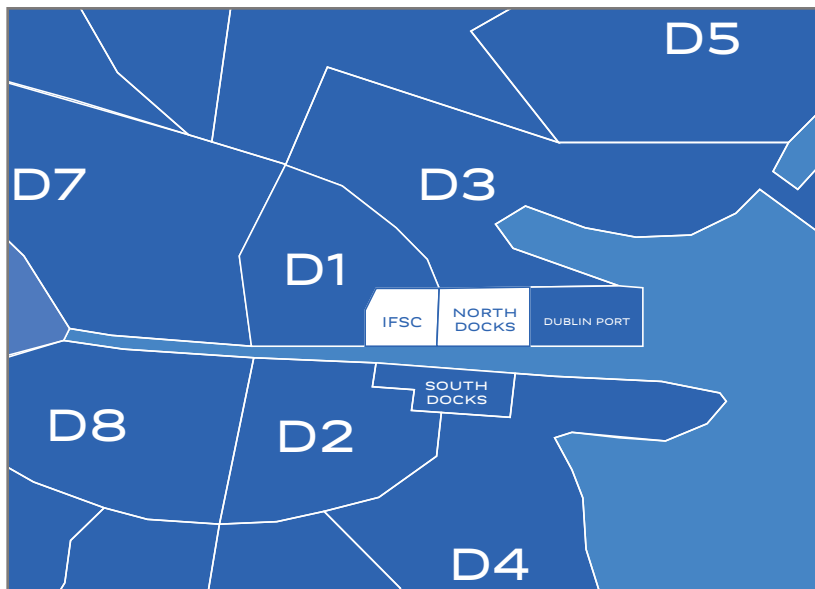 D5
D7
D3
D1
IFSC
NORTH
DOCKS
DUBLIN PORT
SOUTH
DOCKS
D8
D2
D4